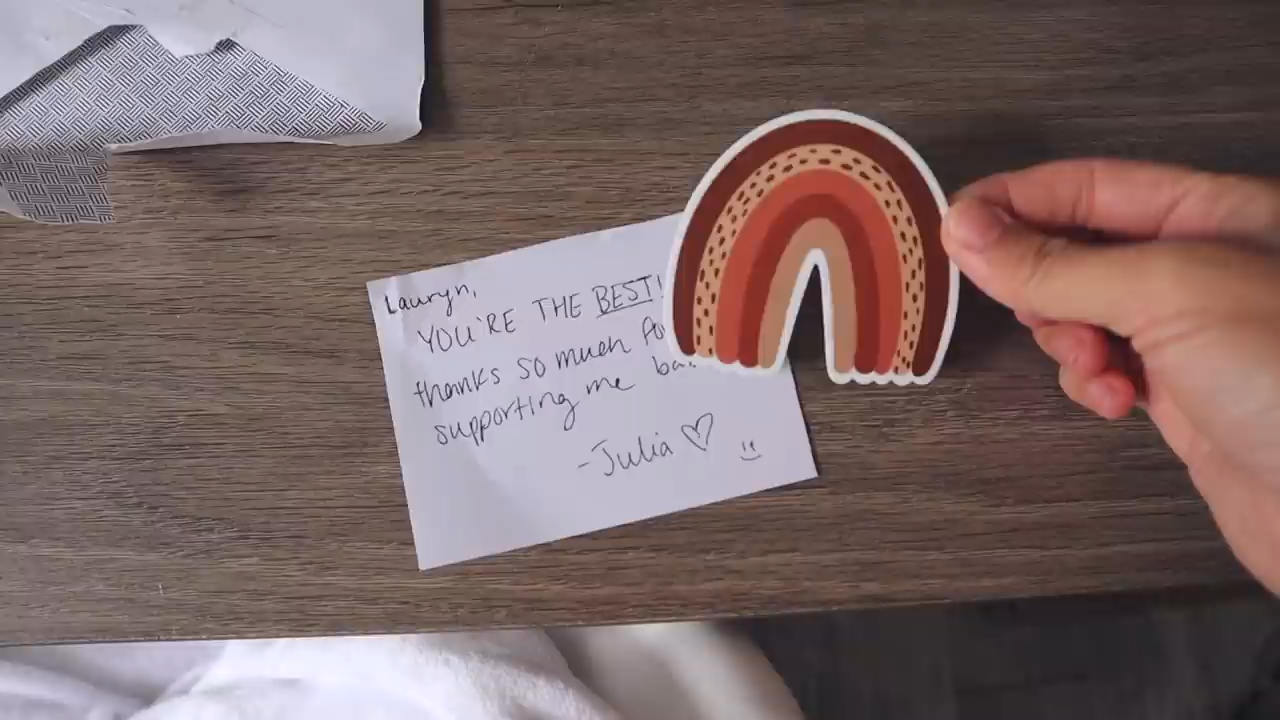 Lauryn,
YOU'RE THE BEST!
thanks so much
supporting me
-Julia ♡ :)